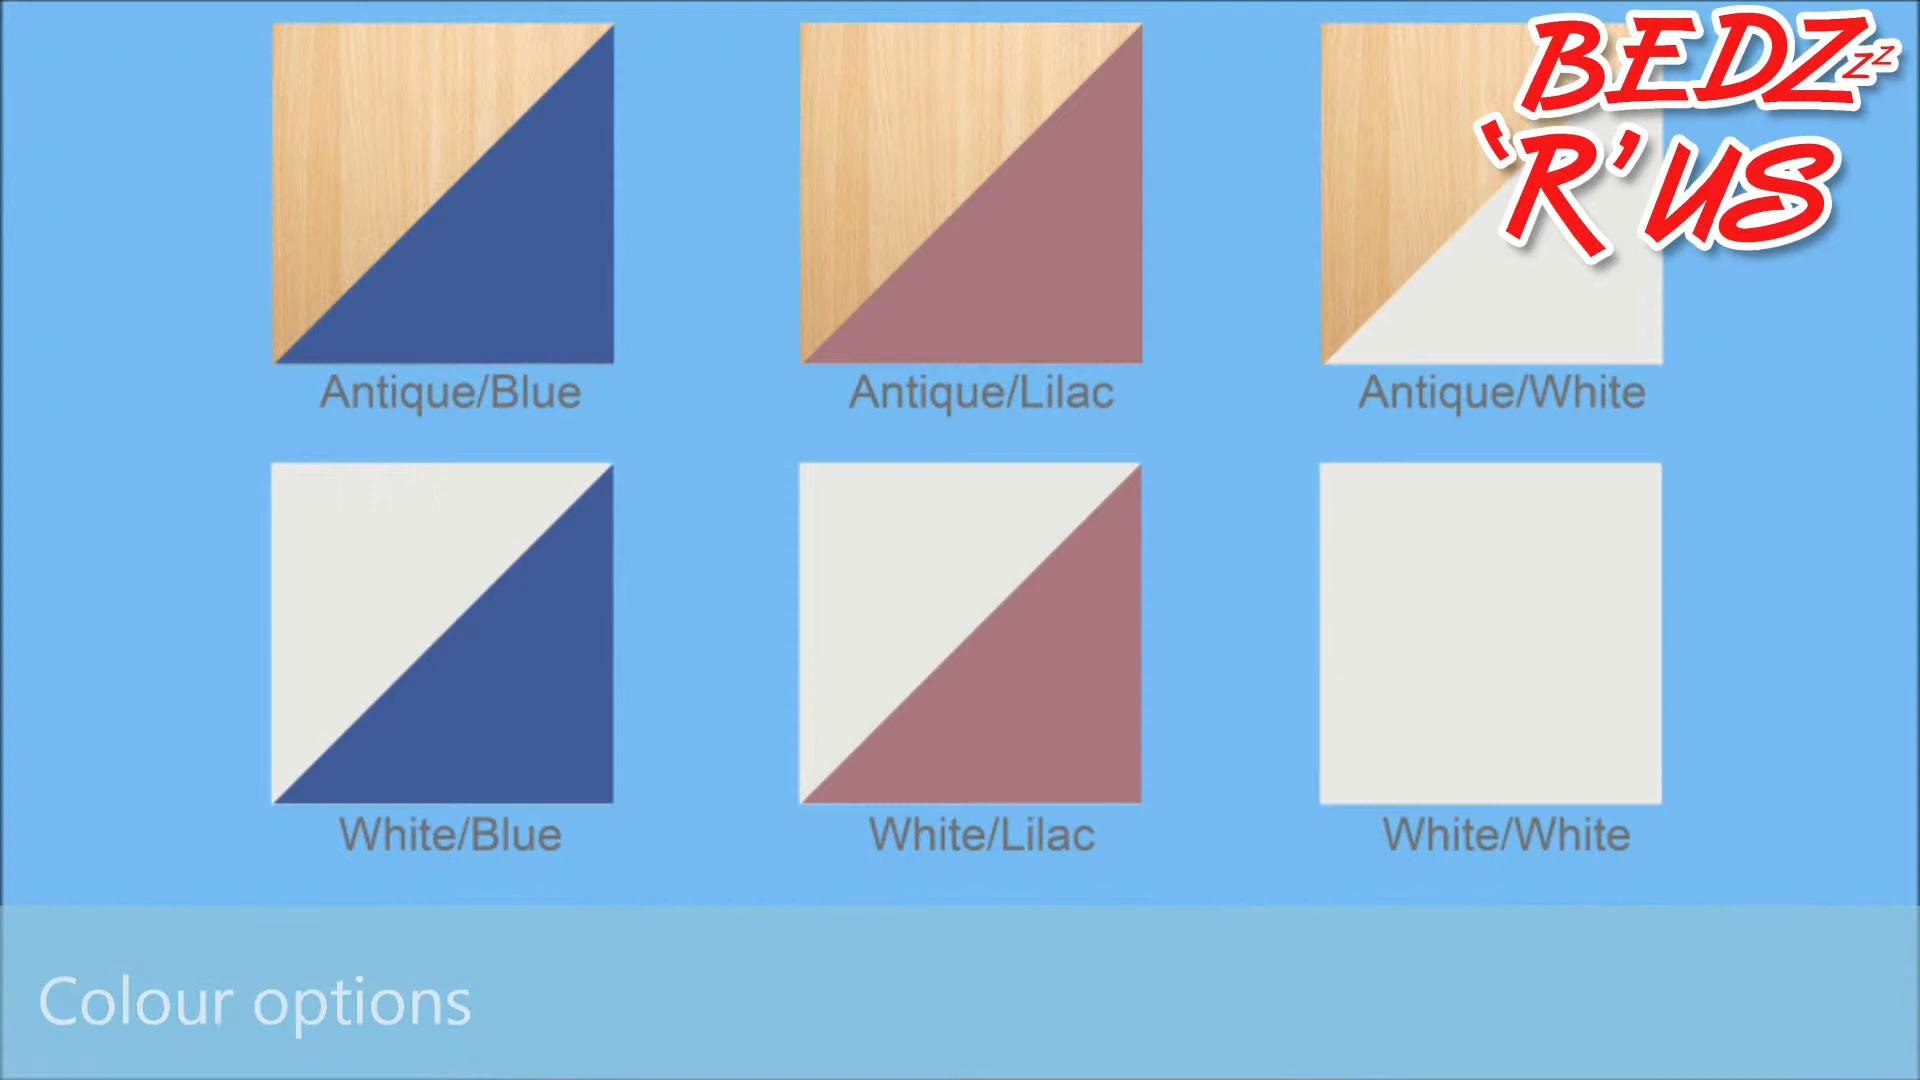 BEDZzz
'R' US
Antique/Blue
Antique/Lilac
Antique/White
White/Blue
White/Lilac
White/White
Colour options